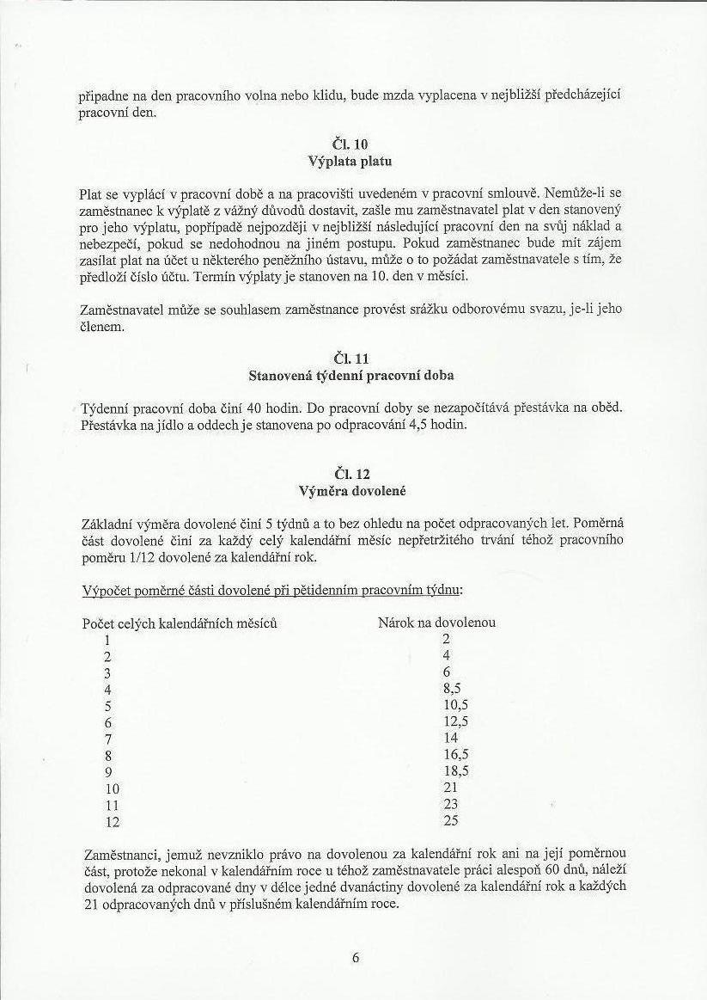 připadne na den pracovního volna nebo klidu, bude mzda vyplacena v nejbližší předcházející
pracovní den.
Čl. 10
Výplata platu
Plat se vyplácí v pracovní době a na pracovišti uvedeném v pracovní smlouvě. Nemůže-li se
zaměstnanec k výplatě z vážný důvodů dostavit, zašle mu zaměstnavatel plat v den stanovený
pro jeho výplatu, popřípadě nejpozději v nejbližší následující pracovní den na svůj náklad a
nebezpečí, pokud se nedohodnou na jiném postupu. Pokud zaměstnanec bude mít zájem
zasílat plat na účet u některého peněžního ústavu, může o to požádat zaměstnavatele s tím, že
předloží číslo účtu. Termín výplaty je stanoven na 10. den v měsíci.
Zaměstnavatel může se souhlasem zaměstnance provést srážku odborovému svazu, je-li jeho
členem.
Čl. 11
Stanovená týdenní pracovní doba
Týdenní pracovní doba činí 40 hodin. Do pracovní doby se nezapočítává přestávka na oběd.
Přestávka na jídlo a oddech je stanovena po odpracování 4,5 hodin.
Čl. 12
Výměra dovolené
Základní výměra dovolené činí 5 týdnů a to bez ohledu na počet odpracovaných let. Poměrná
část dovolené činí za každý celý kalendářní měsíc nepřetržitého trvání téhož pracovního
poměru 1/12 dovolené za kalendářní rok.
Výpočet poměrné části dovolené při pětidenním pracovním týdnu:
Počet celých kalendářních měsíců Nárok na dovolenou
1 2
2 4
3 6
4 8,5
5 10,5
6 12,5
7 14
8 16,5
9 18,5
10 21
11 23
12 25
Zaměstnanci, jemuž nevzniklo právo na dovolenou za kalendářní rok ani na její poměrnou
část, protože nekonal v kalendářním roce u téhož zaměstnavatele práci alespoň 60 dnů, náleží
dovolená za odpracované dny v délce jedné dvanáctiny dovolené za kalendářní rok a každých
21 odpracovaných dnů v příslušném kalendářním roce.
6